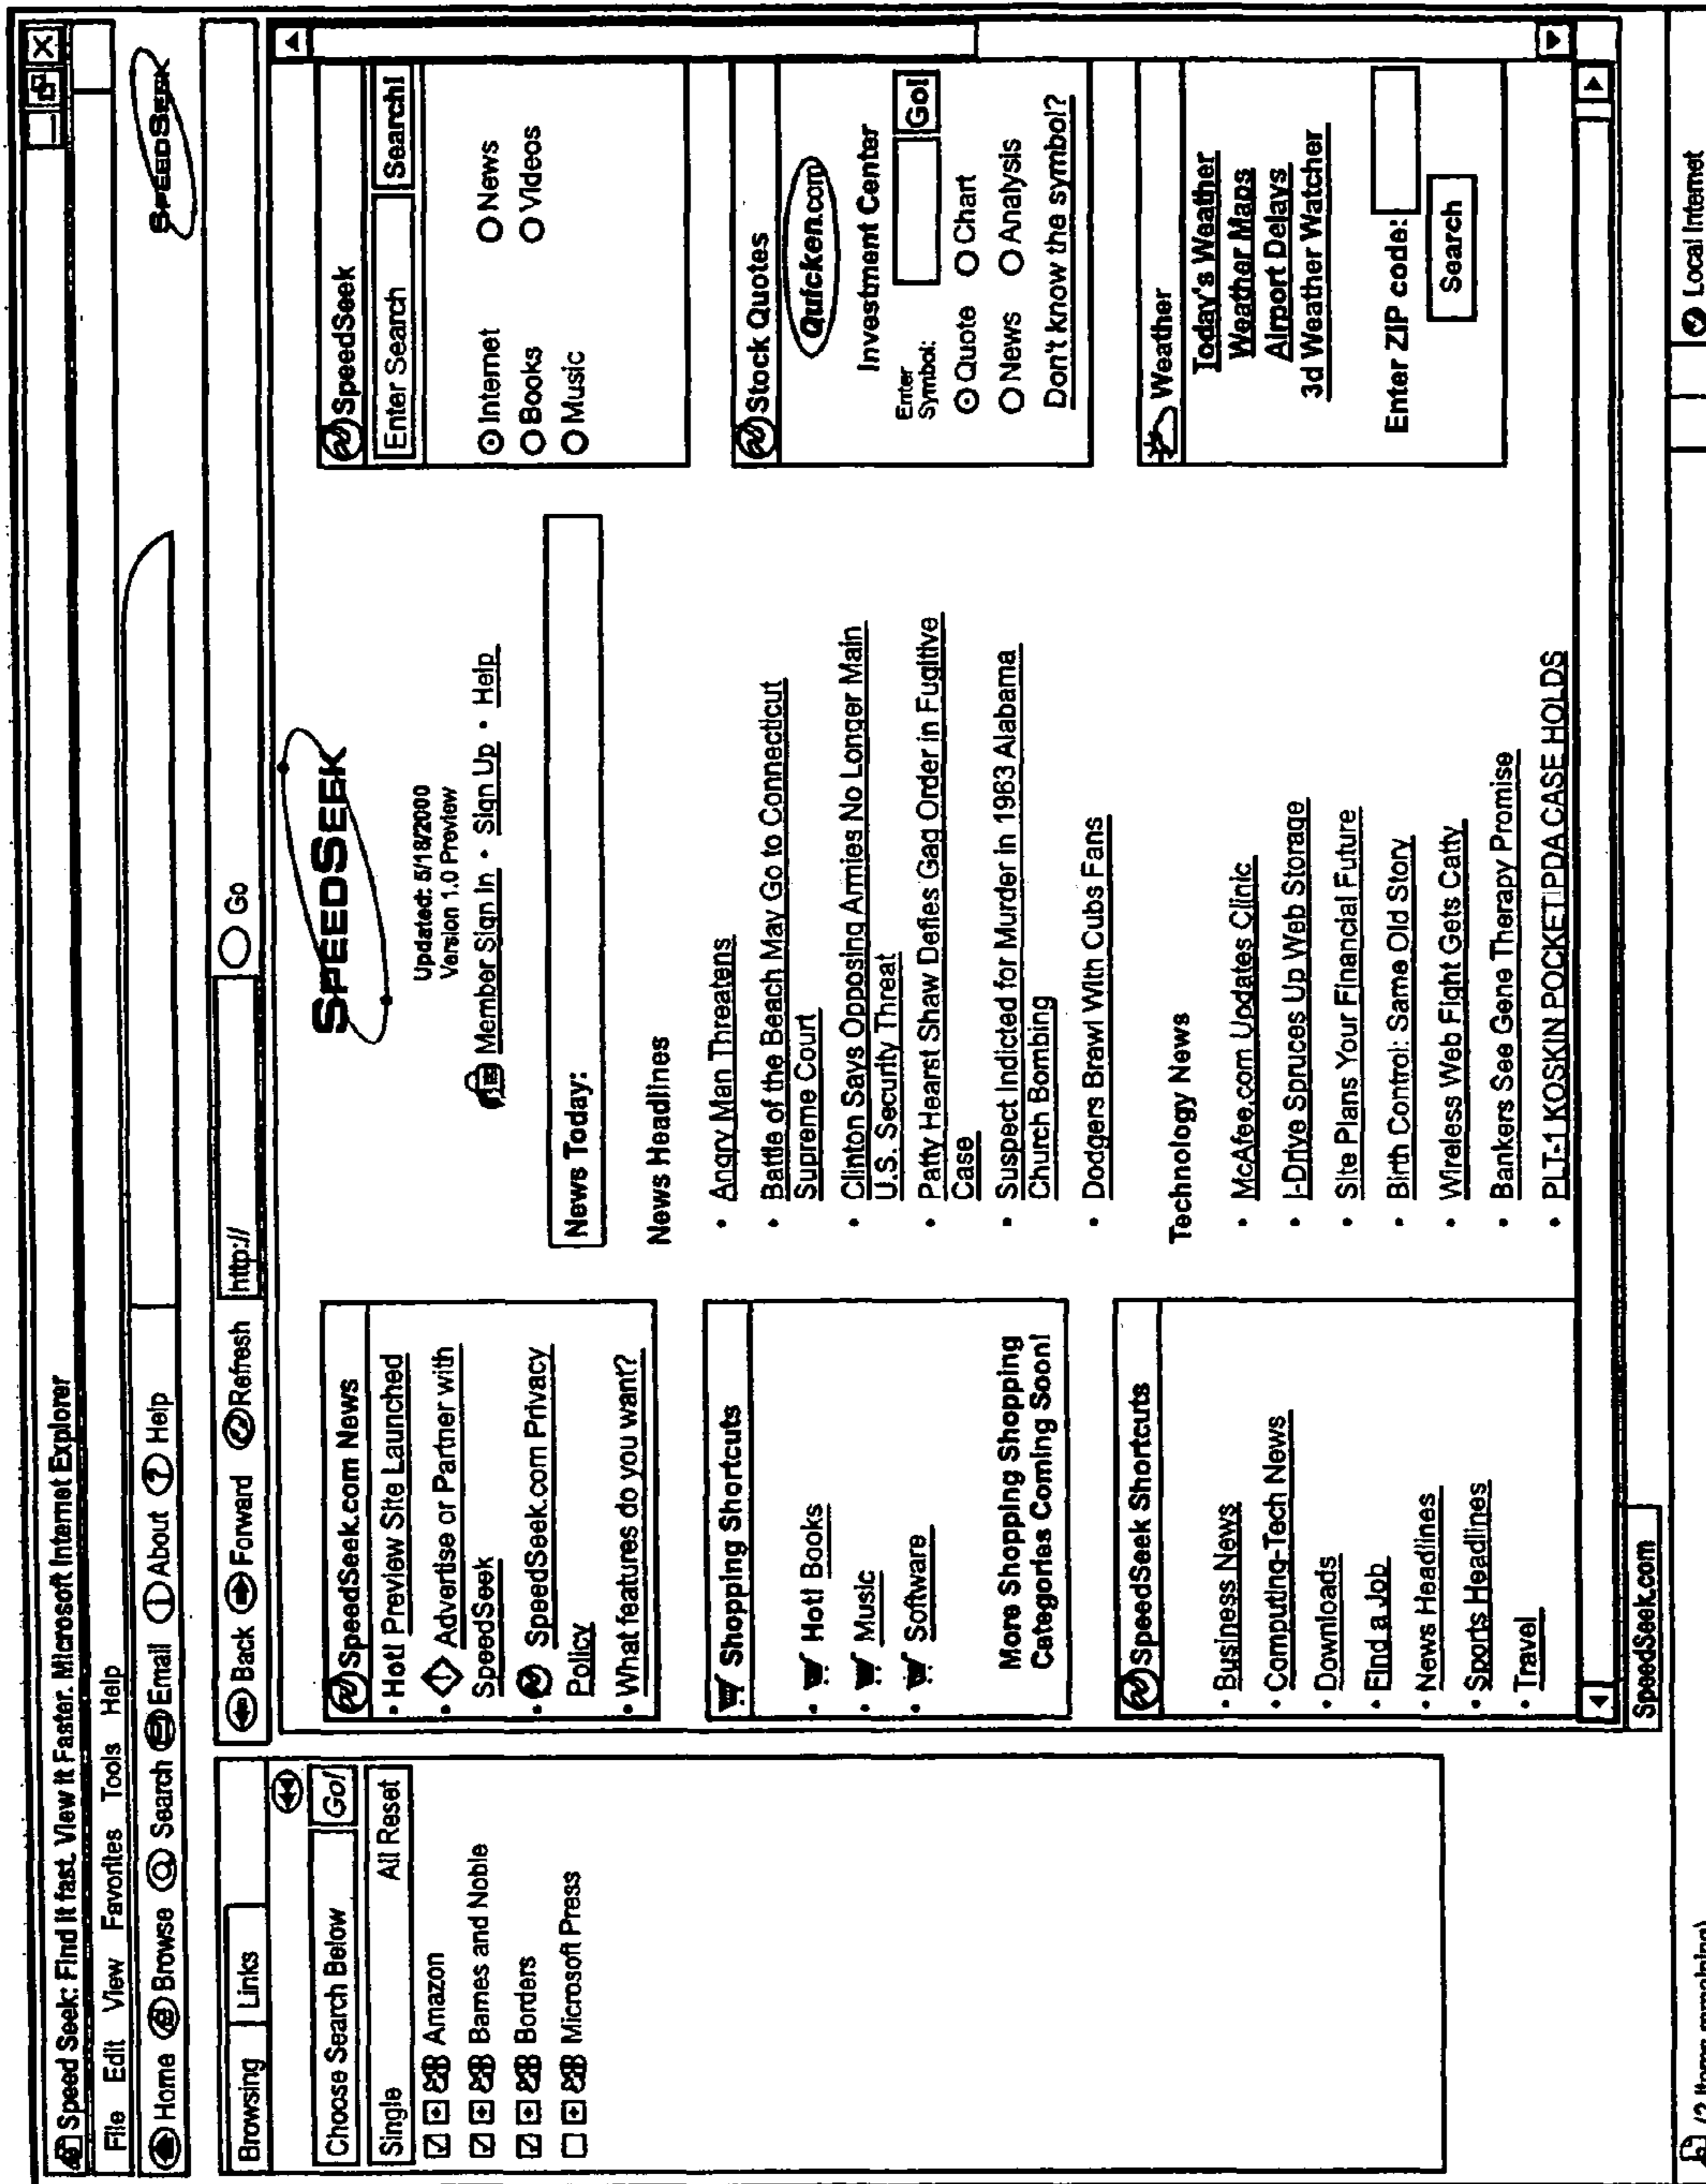 Speed Seek: Find It fast. View It Faster. Microsoft Internet Explorer
File Edit View Favorites Tools Help
Home Browse Search Email About Help
SPEEDSEEK
Browsing Links
Back Forward Refresh http:// Go
Choose Search Below Go!
Single All Reset
Amazon
Barnes and Noble
Borders
Microsoft Press
SpeedSeek.com News
• Hot! Preview Site Launched
• Advertise or Partner with
SpeedSeek
• SpeedSeek.com Privacy
Policy
• What features do you want?
Shopping Shortcuts
• Hot! Books
• Music
• Software
More Shopping Shopping
Categories Coming Soon!
SpeedSeek Shortcuts
• Business News
• Computing-Tech News
• Downloads
• Find a Job
• News Headlines
• Sports Headlines
• Travel
SPEEDSEEK
Updated: 5/18/2000
Version 1.0 Preview
Member Sign In • Sign Up • Help
News Today:
News Headlines
• Angry Man Threatens
• Battle of the Beach May Go to Connecticut
Supreme Court
• Clinton Says Opposing Armies No Longer Main
U.S. Security Threat
• Patty Hearst Shaw Defies Gag Order in Fugitive
Case
• Suspect Indicted for Murder in 1963 Alabama
Church Bombing
• Dodgers Brawl With Cubs Fans
Technology News
• McAfee.com Updates Clinic
• I-Drive Spruces Up Web Storage
• Site Plans Your Financial Future
• Birth Control: Same Old Story
• Wireless Web Fight Gets Catty
• Bankers See Gene Therapy Promise
• PLT-1 KOSKIN POCKET PDA CASE HOLDS
SpeedSeek
Enter Search Search!
Internet News
Books Videos
Music
Stock Quotes
Quicken.com
Investment Center
Enter
Symbol: Go!
Quote Chart
News Analysis
Don't know the symbol?
Weather
Today's Weather
Weather Maps
Airport Delays
3d Weather Watcher
Enter ZIP code:
Search
SpeedSeek.com
items remaining)
Local Internet